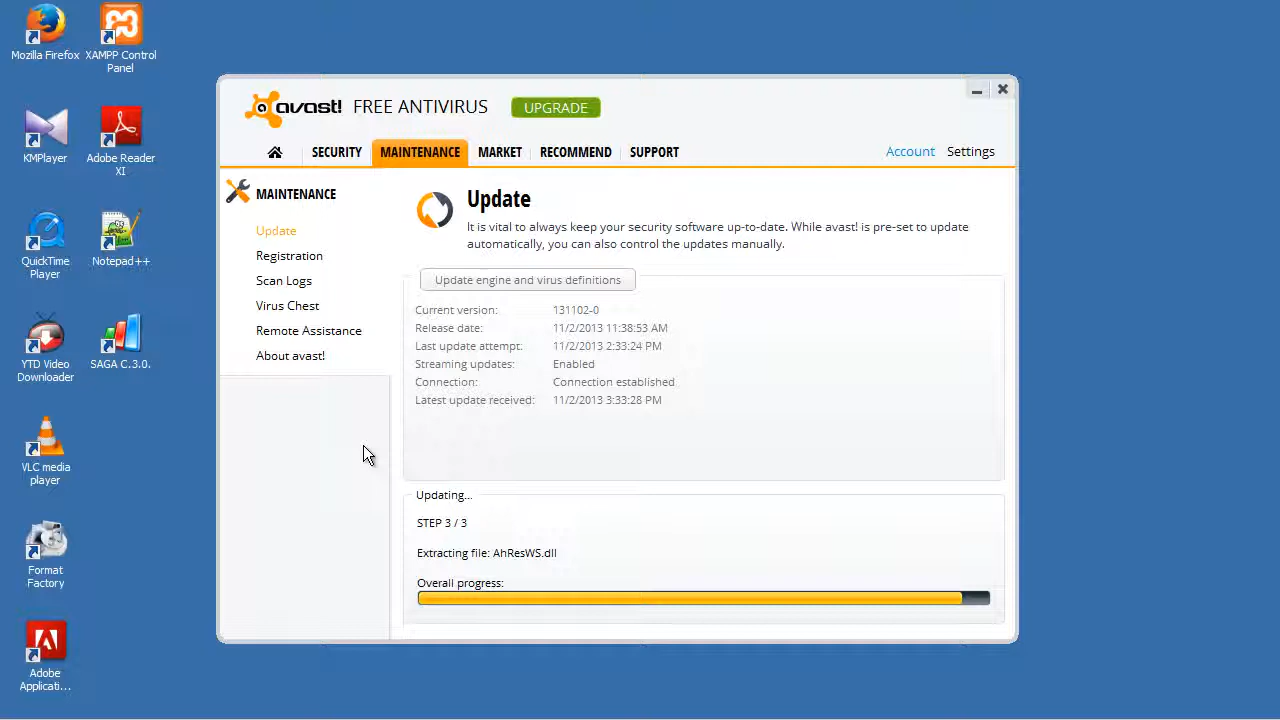 Mozilla Firefox
XAMPP Control
Panel
KMPlayer
Adobe Reader
XI
QuickTime
Player
Notepad++
YTD Video
Downloader
SAGA C.3.0.
VLC media
player
Format
Factory
Adobe
Applicati...
avast! FREE ANTIVIRUS UPGRADE
SECURITY MAINTENANCE MARKET RECOMMEND SUPPORT Account Settings
MAINTENANCE
Update
Registration
Scan Logs
Virus Chest
Remote Assistance
About avast!
Update
It is vital to always keep your security software up-to-date. While avast! is pre-set to update
automatically, you can also control the updates manually.
Update engine and virus definitions
Current version: 131102-0
Release date: 11/2/2013 11:38:53 AM
Last update attempt: 11/2/2013 2:33:24 PM
Streaming updates: Enabled
Connection: Connection established
Latest update received: 11/2/2013 3:33:28 PM
Updating...
STEP 3 / 3
Extracting file: AhResWS.dll
Overall progress: